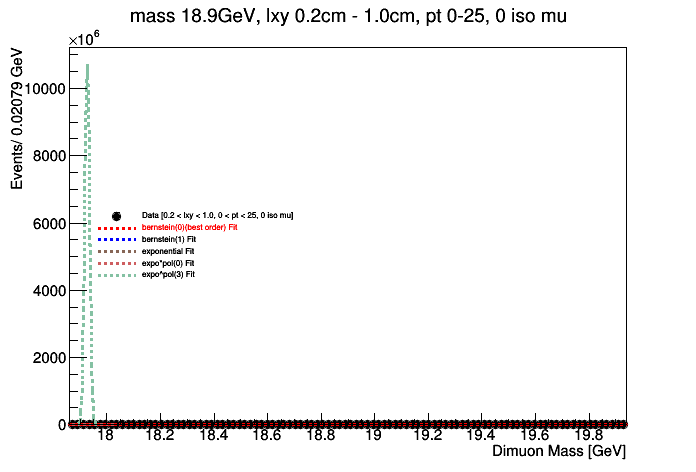 mass 18.9GeV, lxy 0.2cm - 1.0cm, pt 0-25, 0 iso mu
×10⁶
Events/ 0.02079 GeV
10000
8000
6000
4000
2000
0
Data [0.2 < lxy < 1.0, 0 < pt < 25, 0 iso mu]
bernstein(0)(best order) Fit
bernstein(1) Fit
exponential Fit
expo*pol(0) Fit
expo^pol(3) Fit
18 18.2 18.4 18.6 18.8 19 19.2 19.4 19.6 19.8
Dimuon Mass [GeV]